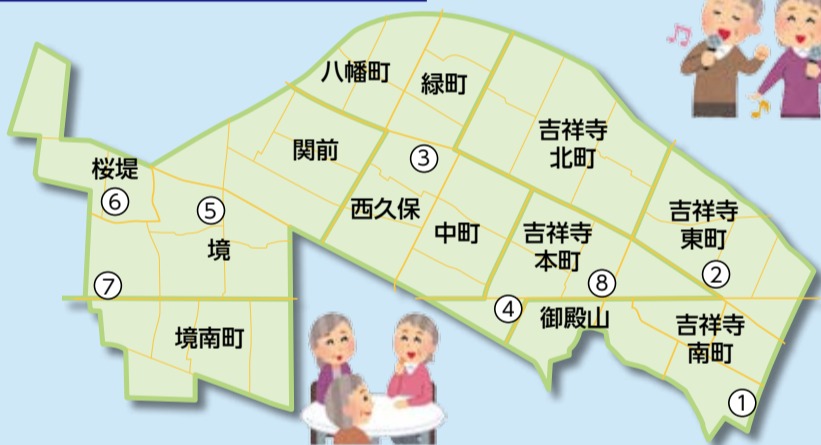 八幡町
緑町
吉祥寺
北町
関前
③
桜堤
⑥
⑤
西久保
境
中町
吉祥寺
本町
吉祥寺
東町
②
⑦
⑧
④
御殿山
吉祥寺
南町
境南町
①